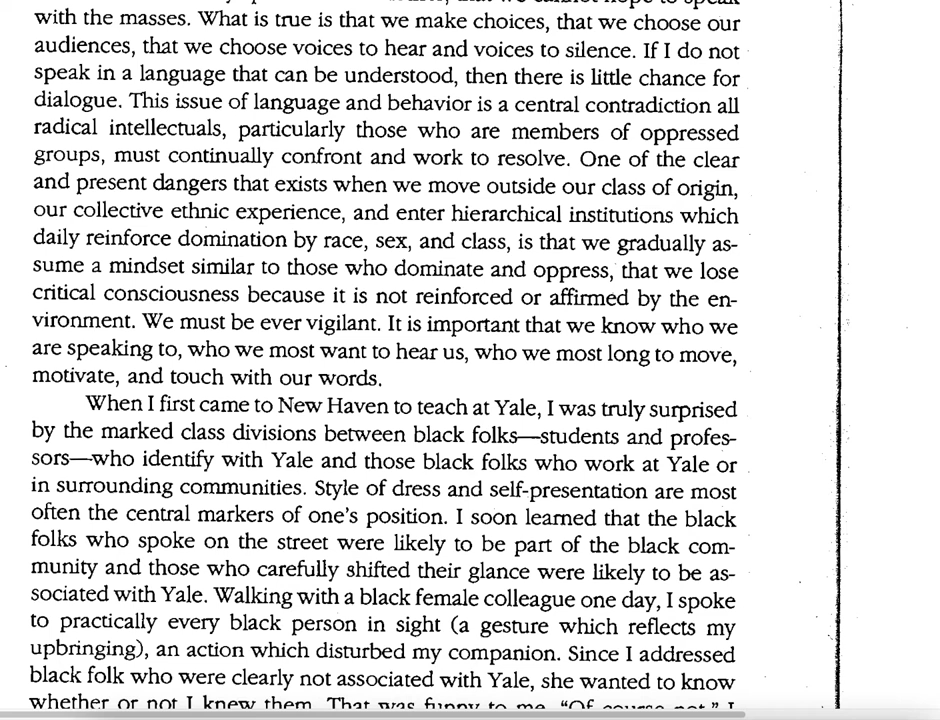 with the masses. What is true is that we make choices, that we choose our
audiences, that we choose voices to hear and voices to silence. If I do not
speak in a language that can be understood, then there is little chance for
dialogue. This issue of language and behavior is a central contradiction all
radical intellectuals, particularly those who are members of oppressed
groups, must continually confront and work to resolve. One of the clear
and present dangers that exists when we move outside our class of origin,
our collective ethnic experience, and enter hierarchical institutions which
daily reinforce domination by race, sex, and class, is that we gradually as-
sume a mindset similar to those who dominate and oppress, that we lose
critical consciousness because it is not reinforced or affirmed by the en-
vironment. We must be ever vigilant. It is important that we know who we
are speaking to, who we most want to hear us, who we most long to move,
motivate, and touch with our words.
When I first came to New Haven to teach at Yale, I was truly surprised
by the marked class divisions between black folks—students and profes-
sors—who identify with Yale and those black folks who work at Yale or
in surrounding communities. Style of dress and self-presentation are most
often the central markers of one's position. I soon learned that the black
folks who spoke on the street were likely to be part of the black com-
munity and those who carefully shifted their glance were likely to be as-
sociated with Yale. Walking with a black female colleague one day, I spoke
to practically every black person in sight (a gesture which reflects my
upbringing), an action which disturbed my companion. Since I addressed
black folk who were clearly not associated with Yale, she wanted to know
whether or not I knew them. That was funny to me. "Of course not," I